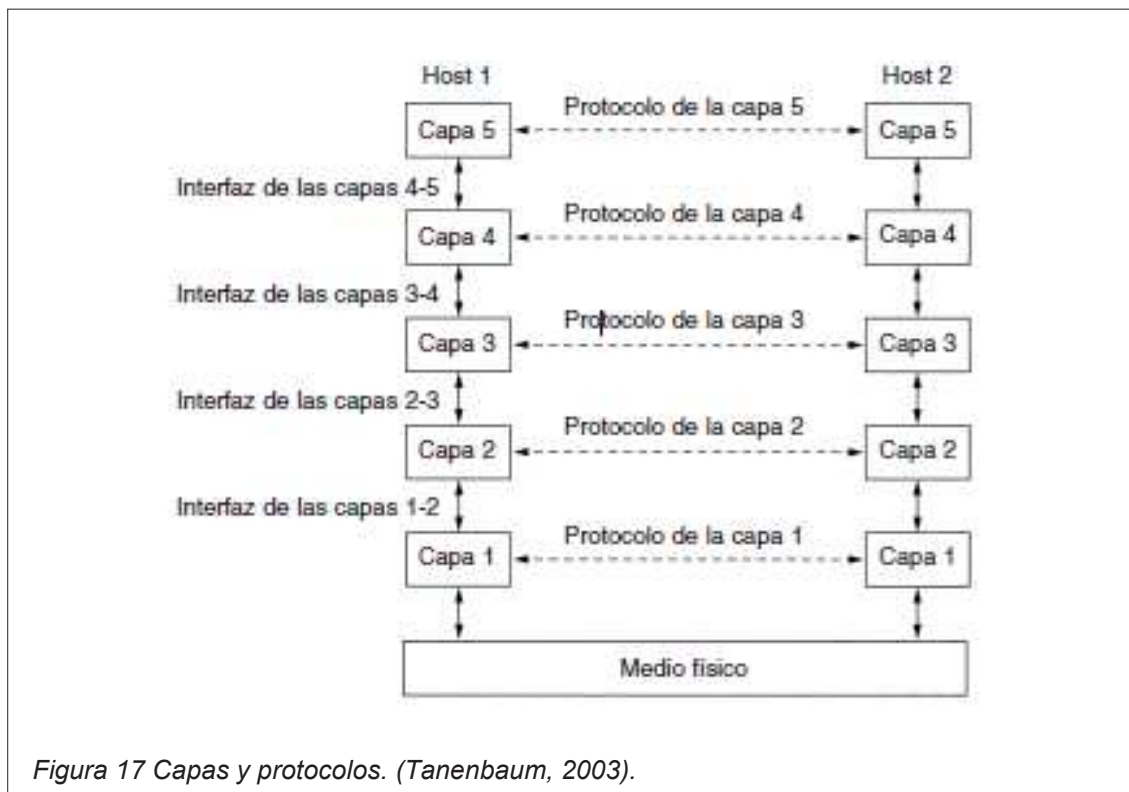 Host 1
Host 2
Protocolo de la capa 5
Capa 5
Capa 5
Interfaz de las capas 4-5
Protocolo de la capa 4
Capa 4
Capa 4
Interfaz de las capas 3-4
Protocolo de la capa 3
Capa 3
Capa 3
Interfaz de las capas 2-3
Protocolo de la capa 2
Capa 2
Capa 2
Interfaz de las capas 1-2
Protocolo de la capa 1
Capa 1
Capa 1
Medio físico
Figura 17 Capas y protocolos. (Tanenbaum, 2003).